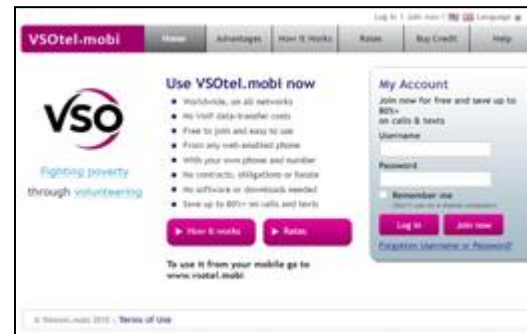 Log in | Join now | Language
VSOtel.mobi
Home Advantages How it Works Rates Buy Credit Help
VSO
Fighting poverty
through volunteering
Use VSOtel.mobi now
Worldwide, on all networks
No VoIP data-transfer costs
Free to join and easy to use
From any web-enabled phone
With your own phone and number
No contracts, obligations or hassle
No software or downloads needed
Save up to 80%+ on calls and texts
How it works
Rates
To use it from your mobile go to
www.vsotel.mobi
My Account
Join now for free and save up to
80%+
on calls & texts
Username
Password
Remember me
Don't use on a shared computer
Log in Join now
Forgotten Username or Password?
2010 - Terms of Use